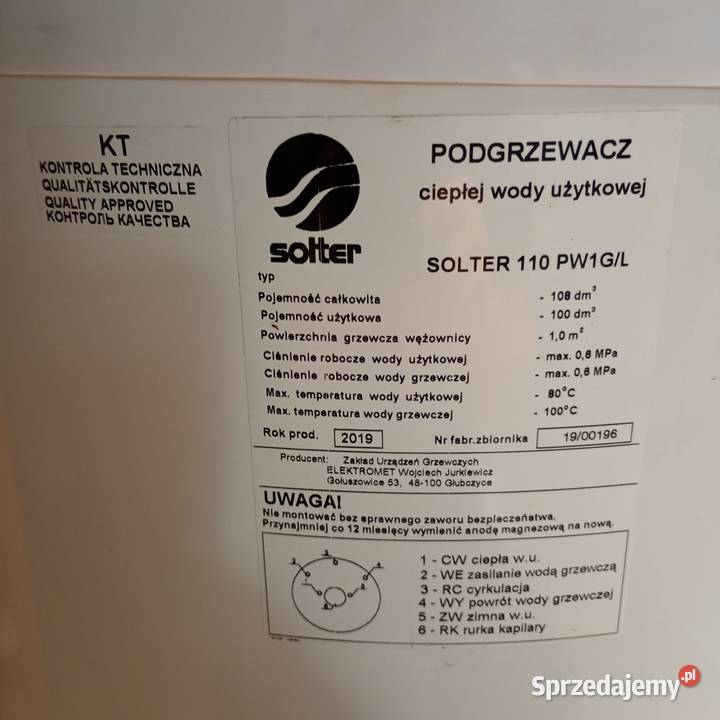 KT
KONTROLA TECHNICZNA
QUALITÄTSKONTROLLE
QUALITY APPROVED
КОНТРОЛЬ КАЧЕСТВА
solter
PODGRZEWACZ
ciepłej wody użytkowej
typ
SOLTER 110 PW1G/L
Pojemność całkowita - 108 dm³
Pojemność użytkowa - 100 dm³
Powierzchnia grzewcza wężownicy - 1,0 m²
Ciśnienie robocze wody użytkowej - max. 0,6 MPa
Ciśnienie robocze wody grzewczej - max. 0,6 MPa
Max. temperatura wody użytkowej - 80°C
Max. temperatura wody grzewczej - 100°C
Rok prod. 2019 Nr fabr.zbiornika 19/00196
Producent: Zakład Urządzeń Grzewczych
ELEKTROMET Wojciech Jurkiewicz
Gołuszowice 53, 48-100 Głubczyce
UWAGA!
Nie montować bez sprawnego zaworu bezpieczeństwa.
Przynajmniej co 12 miesięcy wymienić anodę magnezową na nową.
1 - CW ciepła w.u.
2 - WE zasilanie wodą grzewczą
3 - RC cyrkulacja
4 - WY powrót wody grzewczej
5 - ZW zimna w.u.
6 - RK rurka kapilary
Sprzedajemy.pl